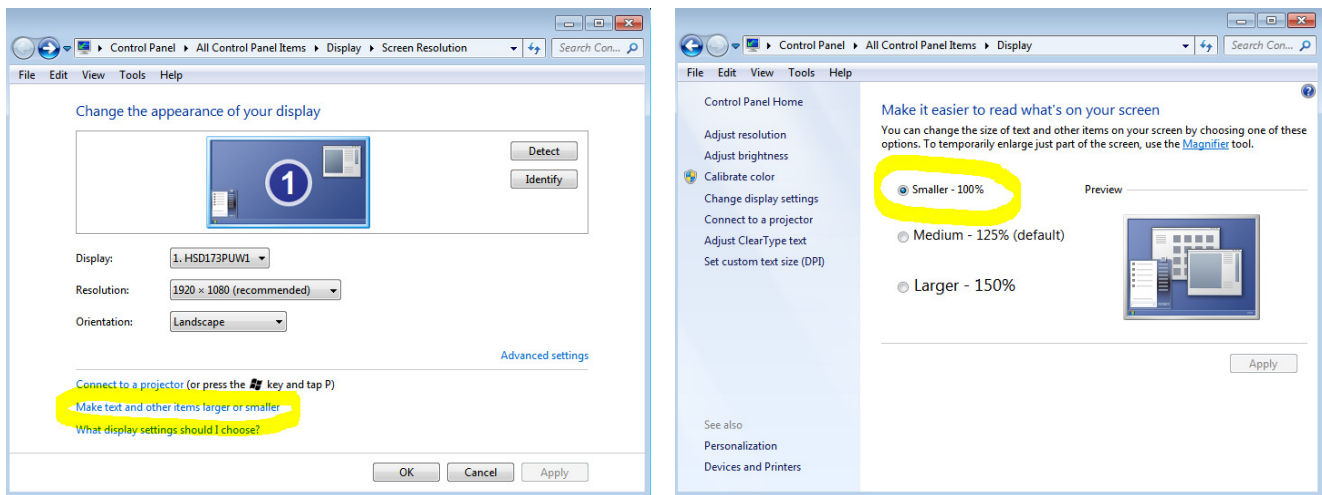 Control Panel ▸ All Control Panel Items ▸ Display ▸ Screen Resolution
Search Con...
File Edit View Tools Help
Change the appearance of your display
1
Detect
Identify
Display: 1. HSD173PUW1
Resolution: 1920 × 1080 (recommended)
Orientation: Landscape
Advanced settings
Connect to a projector (or press the key and tap P)
Make text and other items larger or smaller
What display settings should I choose?
OK Cancel Apply
Control Panel ▸ All Control Panel Items ▸ Display
Search Con...
File Edit View Tools Help
Control Panel Home
Adjust resolution
Adjust brightness
Calibrate color
Change display settings
Connect to a projector
Adjust ClearType text
Set custom text size (DPI)
See also
Personalization
Devices and Printers
Make it easier to read what's on your screen
You can change the size of text and other items on your screen by choosing one of these
options. To temporarily enlarge just part of the screen, use the Magnifier tool.
Smaller - 100%
Preview
Medium - 125% (default)
Larger - 150%
Apply